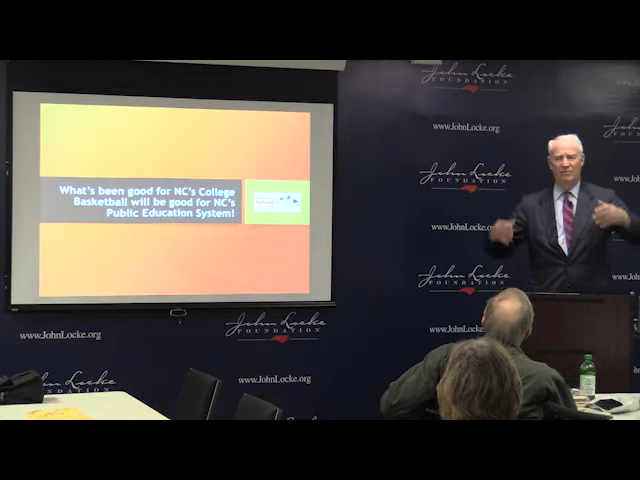 What's been good for NC's College
Basketball will be good for NC's
Public Education System!
John Locke
FOUNDATION
www.JohnLocke.org
John Locke
FOUNDATION
www.JohnLocke.org
John Locke
FOUNDATION
www.JohnLocke.org
www.JohnLocke.org
John Locke
FOUNDATION
www.JohnLocke.org
John Locke
FOUNDATION